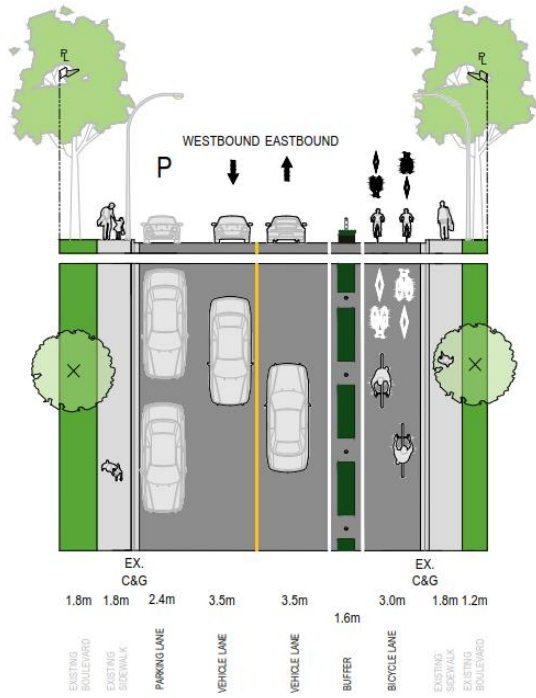 PL
PL
WESTBOUND EASTBOUND
P
EX.
C&G
EX.
C&G
1.8m 1.8m 2.4m 3.5m 3.5m 1.6m 3.0m 1.8m 1.2m
EXISTING
BOULEVARD
EXISTING
SIDEWALK
PARKING LANE
VEHICLE LANE
VEHICLE LANE
BUFFER
BICYCLE LANE
EXISTING
SIDEWALK
EXISTING
BOULEVARD